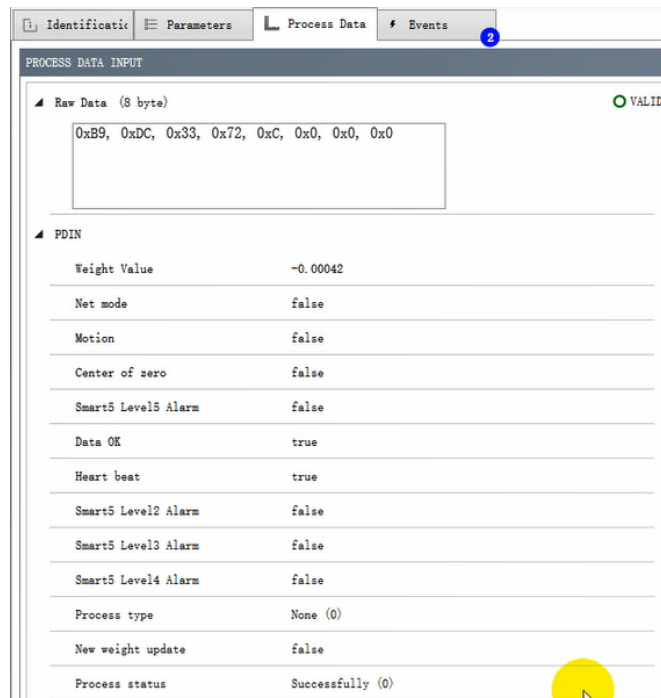 Identificatic Parameters Process Data Events
2
PROCESS DATA INPUT
Raw Data (8 byte) VALID
0xB9, 0xDC, 0x33, 0x72, 0xC, 0x0, 0x0, 0x0
PDIN
Weight Value -0.00042
Net mode false
Motion false
Center of zero false
Smart5 Level5 Alarm false
Data OK true
Heart beat true
Smart5 Level2 Alarm false
Smart5 Level3 Alarm false
Smart5 Level4 Alarm false
Process type None (0)
New weight update false
Process status Successfully (0)